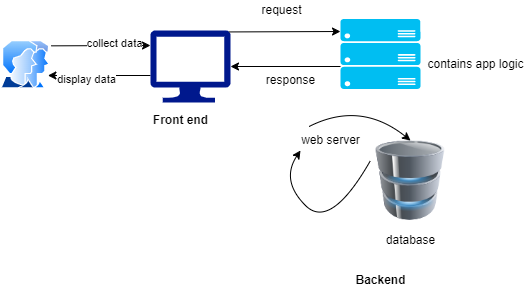 request
collect data
display data
response
contains app logic
Front end
web server
database
Backend